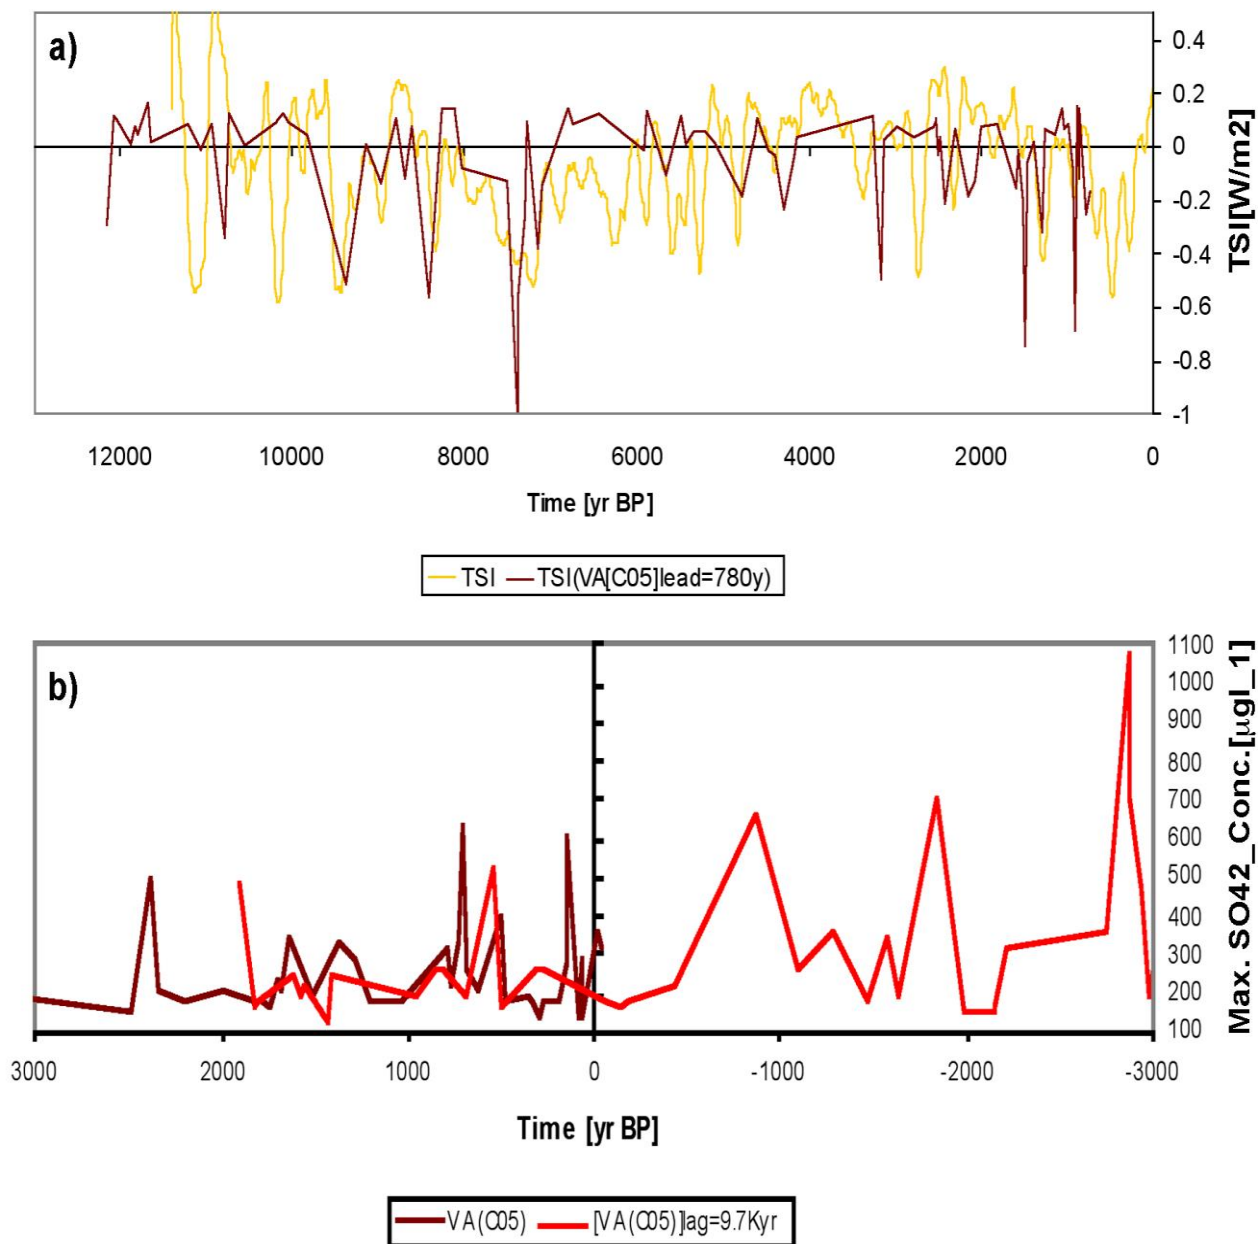 a)
0.4
0.2
0
-0.2
-0.4
-0.6
-0.8
-1
TSI[W/m2]
12000 10000 8000 6000 4000 2000 0
Time [yr BP]
TSI TSI(VA[C05]lead=780y)
b)
1100
1000
900
800
700
600
500
400
300
200
100
Max. SO42_Conc.[µgl_1]
3000 2000 1000 0 -1000 -2000 -3000
Time [yr BP]
VA(C05) [VA(C05)]lag=9.7Kyr